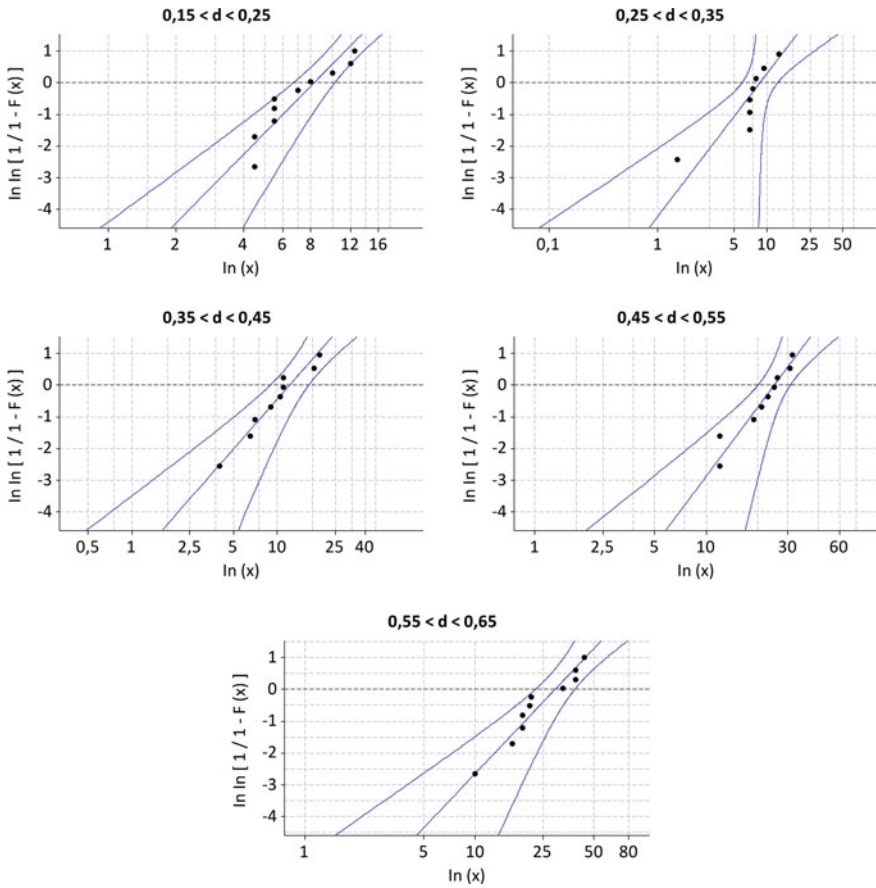 0,15 < d < 0,25
ln ln [ 1 / 1 - F (x) ]
1
0
-1
-2
-3
-4
1 2 4 6 8 12 16
ln (x)
0,25 < d < 0,35
ln ln [ 1 / 1 - F (x) ]
1
0
-1
-2
-3
-4
0,1 1 5 10 25 50
ln (x)
0,35 < d < 0,45
ln ln [ 1 / 1 - F (x) ]
1
0
-1
-2
-3
-4
0,5 1 2,5 5 10 25 40
ln (x)
0,45 < d < 0,55
ln ln [ 1 / 1 - F (x) ]
1
0
-1
-2
-3
-4
1 2,5 5 10 30 60
ln (x)
0,55 < d < 0,65
ln ln [ 1 / 1 - F (x) ]
1
0
-1
-2
-3
-4
1 5 10 25 50 80
ln (x)